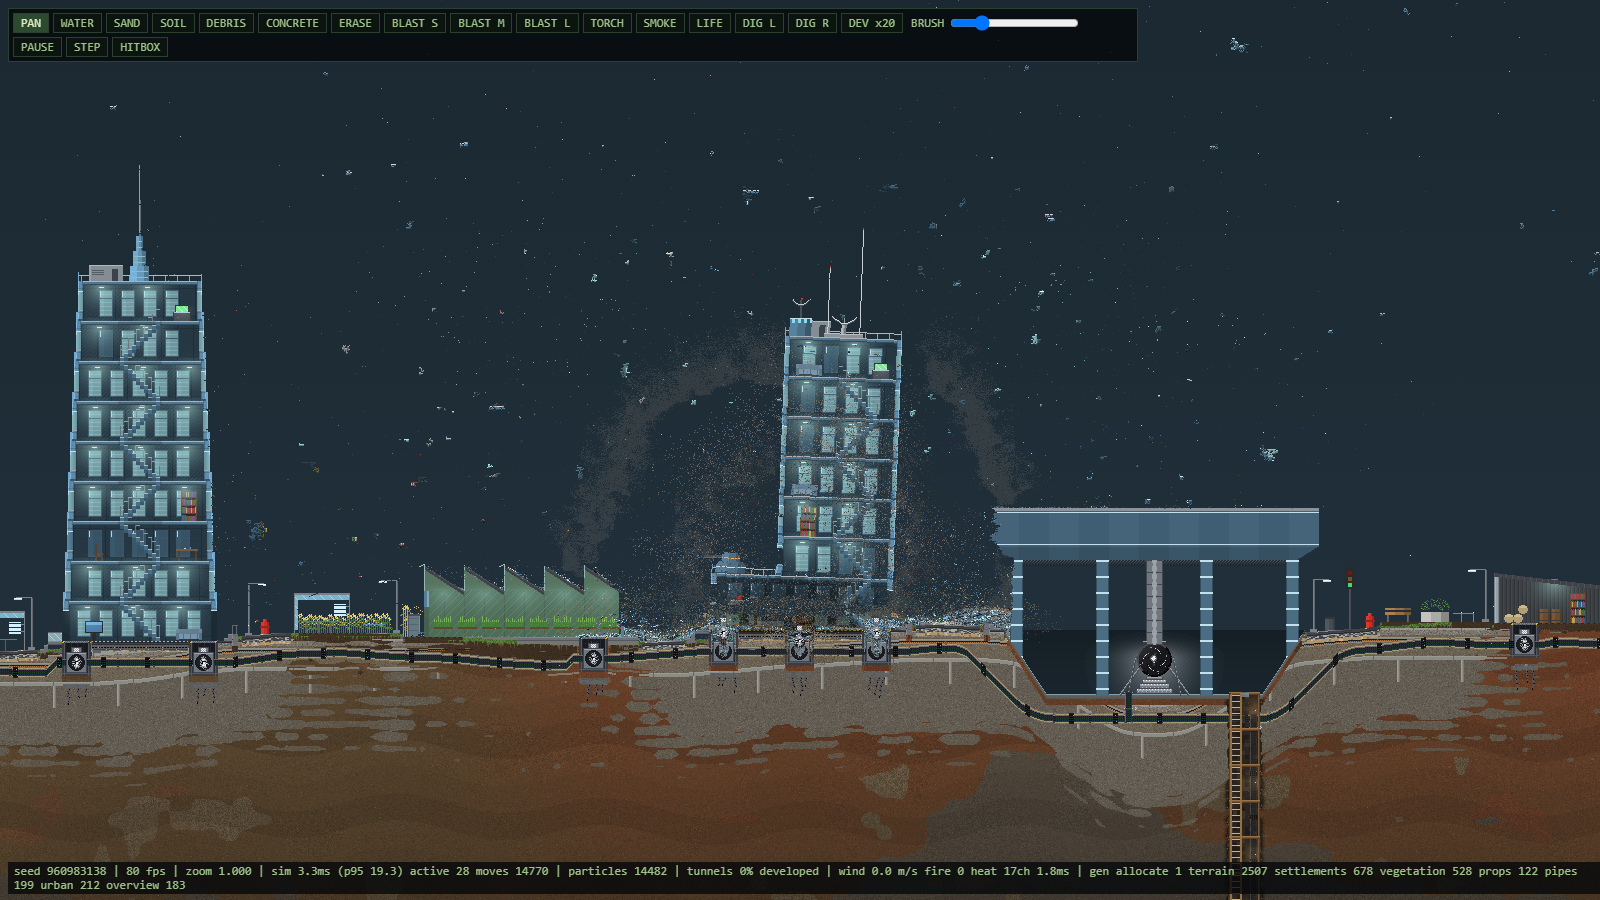 PAN WATER SAND SOIL DEBRIS CONCRETE ERASE BLAST S BLAST M BLAST L TORCH SMOKE LIFE DIG L DIG R DEV x20 BRUSH
PAUSE STEP HITBOX
seed 960983138 | 80 fps | zoom 1.000 | sim 3.3ms (p95 19.3) active 28 moves 14770 | particles 14482 | tunnels 0% developed | wind 0.0 m/s fire 0 heat 17ch 1.8ms | gen allocate 1 terrain 2507 settlements 678 vegetation 528 props 122 pipes
199 urban 212 overview 183